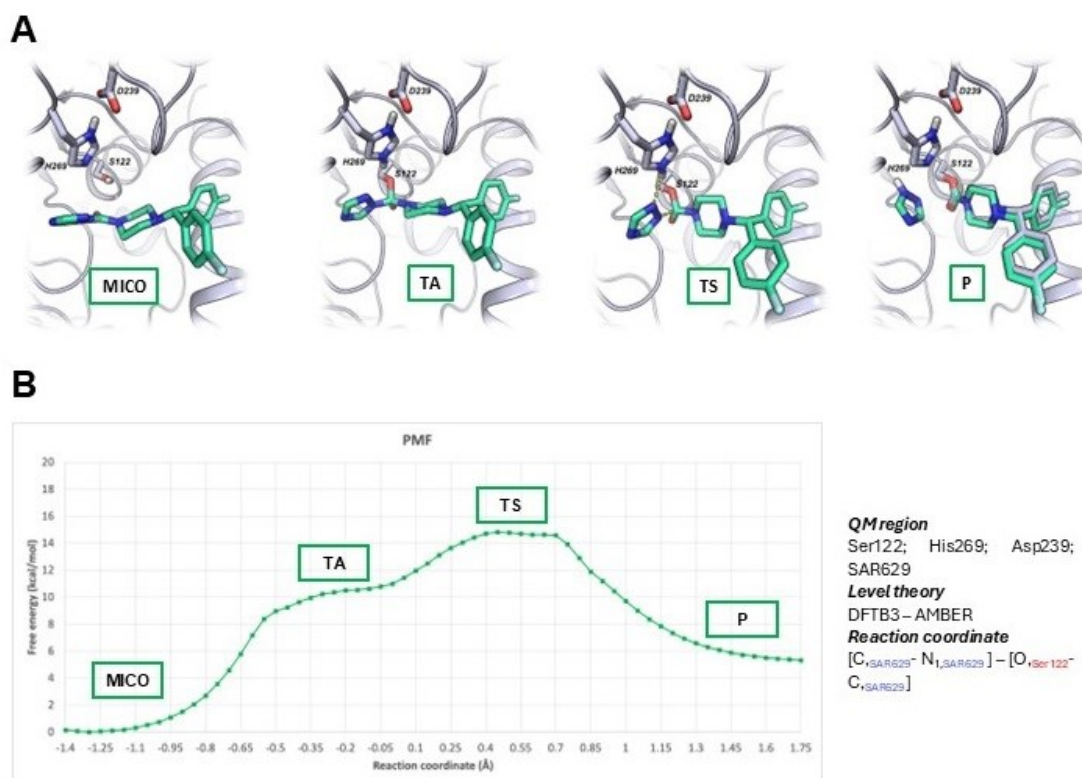 A
D239
H269
S122
MICO
D239
H269
S122
TA
D239
H269
S122
TS
D239
H269
S122
P
B
PMF
Free energy (kcal/mol)
20
18
16
14
12
10
8
6
4
2
0
MICO
TA
TS
P
-1.4 -1.25 -1.1 -0.95 -0.8 -0.65 -0.5 -0.35 -0.2 -0.05 0.1 0.25 0.4 0.55 0.7 0.85 1 1.15 1.3 1.45 1.6 1.75
Reaction coordinate (Å)
QM region
Ser122; His269; Asp239;
SAR629
Level theory
DFTB3 – AMBER
Reaction coordinate
[C,SAR629- N1,SAR629 ] – [O,Ser122-
C,SAR629]